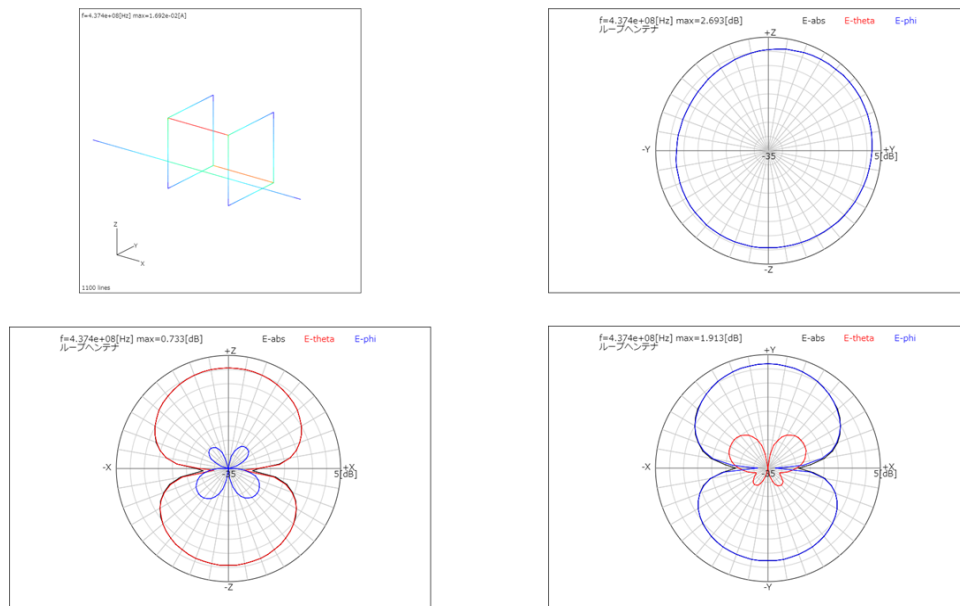 f=4.374e+08[Hz] max=1.692e-02[A]
Z
Y
X
1100 lines
f=4.374e+08[Hz] max=2.693[dB] E-abs E-theta E-phi
ループヘンテナ
+Z
-Y
-35
+Y
5[dB]
-Z
f=4.374e+08[Hz] max=0.733[dB] E-abs E-theta E-phi
ループヘンテナ
+Z
-X
-35
+X
5[dB]
-Z
f=4.374e+08[Hz] max=1.913[dB] E-abs E-theta E-phi
ループヘンテナ
+Y
-X
-35
+X
5[dB]
-Y